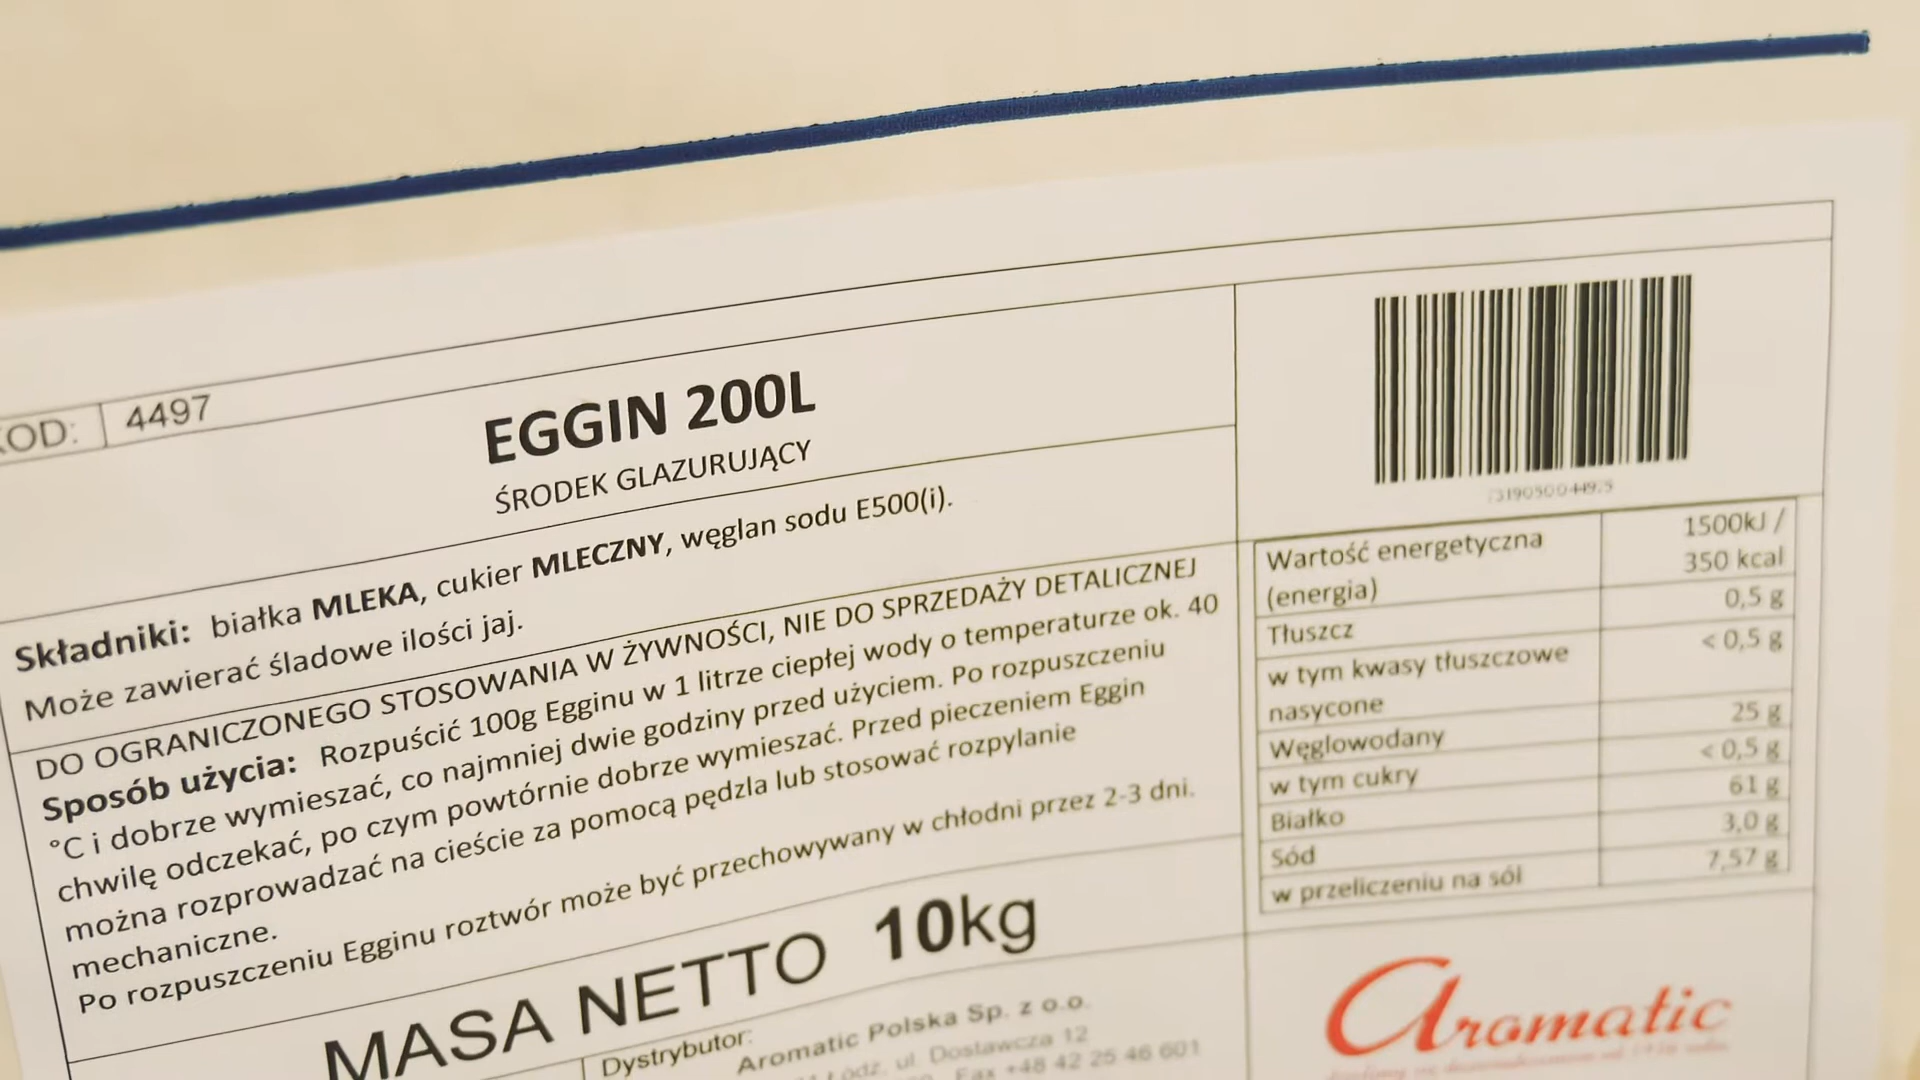 KOD: 4497
EGGIN 200L
ŚRODEK GLAZURUJĄCY
Składniki: białka MLEKA, cukier MLECZNY, węglan sodu E500(i).
Może zawierać śladowe ilości jaj.
DO OGRANICZONEGO STOSOWANIA W ŻYWNOŚCI, NIE DO SPRZEDAŻY DETALICZNEJ
Sposób użycia: Rozpuścić 100g Egginu w 1 litrze ciepłej wody o temperaturze ok. 40
°C i dobrze wymieszać, co najmniej dwie godziny przed użyciem. Po rozpuszczeniu
chwilę odczekać, po czym powtórnie dobrze wymieszać. Przed pieczeniem Eggin
można rozprowadzać na cieście za pomocą pędzla lub stosować rozpylanie
mechaniczne.
Po rozpuszczeniu Egginu roztwór może być przechowywany w chłodni przez 2-3 dni.
MASA NETTO 10kg
Dystrybutor:
Aromatic Polska Sp. z o.o.
Łódz, ul. Dostawcza 12
Fax +48 42 25 46 601
Wartość energetyczna 1500kJ /
(energia) 350 kcal
Tłuszcz 0,5 g
w tym kwasy tłuszczowe < 0,5 g
nasycone
Węglowodany 25 g
w tym cukry < 0,5 g
Białko 61 g
Sód 3,0 g
w przeliczeniu na sól 7,57 g
Aromatic